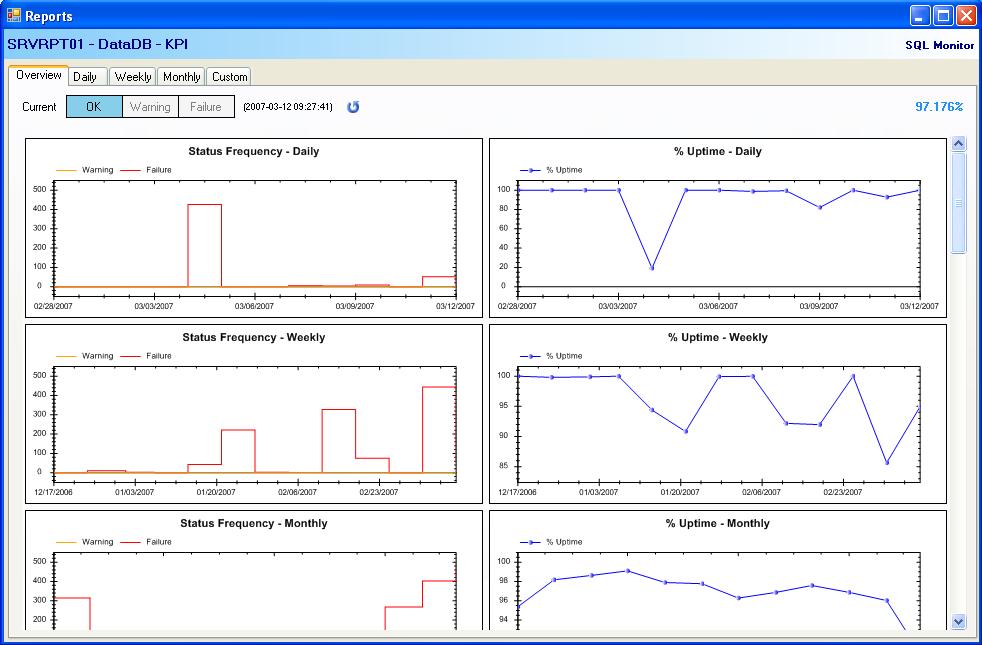 Reports
SRVRPT01 - DataDB - KPI
SQL Monitor
Overview Daily Weekly Monthly Custom
Current OK Warning Failure (2007-03-12 09:27:41) 97.176%
Status Frequency - Daily
Warning Failure
500
400
300
200
100
0
02/28/2007 03/03/2007 03/06/2007 03/09/2007 03/12/2007
% Uptime - Daily
% Uptime
100
80
60
40
20
0
02/28/2007 03/03/2007 03/06/2007 03/09/2007 03/12/2007
Status Frequency - Weekly
Warning Failure
500
400
300
200
100
0
12/17/2006 01/03/2007 01/20/2007 02/06/2007 02/23/2007
% Uptime - Weekly
% Uptime
100
95
90
85
12/17/2006 01/03/2007 01/20/2007 02/06/2007 02/23/2007
Status Frequency - Monthly
Warning Failure
500
400
300
200
% Uptime - Monthly
% Uptime
100
98
96
94